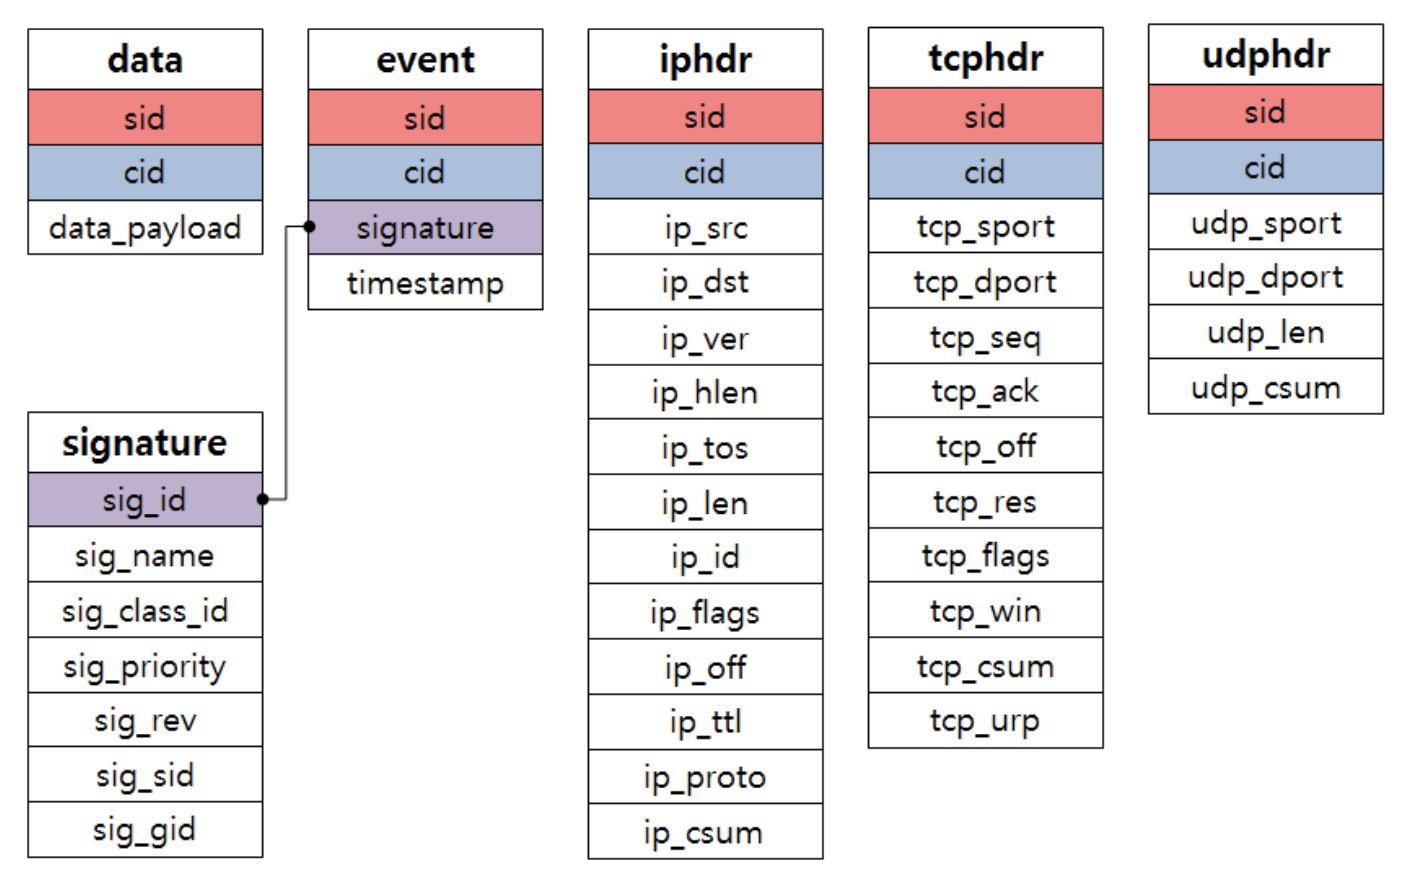 data
sid
cid
data_payload
event
sid
cid
signature
timestamp
iphdr
sid
cid
ip_src
ip_dst
ip_ver
ip_hlen
ip_tos
ip_len
ip_id
ip_flags
ip_off
ip_ttl
ip_proto
ip_csum
tcphdr
sid
cid
tcp_sport
tcp_dport
tcp_seq
tcp_ack
tcp_off
tcp_res
tcp_flags
tcp_win
tcp_csum
tcp_urp
udphdr
sid
cid
udp_sport
udp_dport
udp_len
udp_csum
signature
sig_id
sig_name
sig_class_id
sig_priority
sig_rev
sig_sid
sig_gid